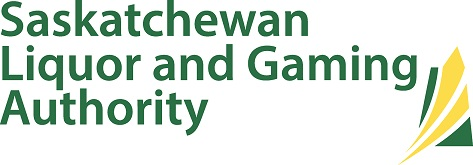 Saskatchewan
Liquor and Gaming
Authority